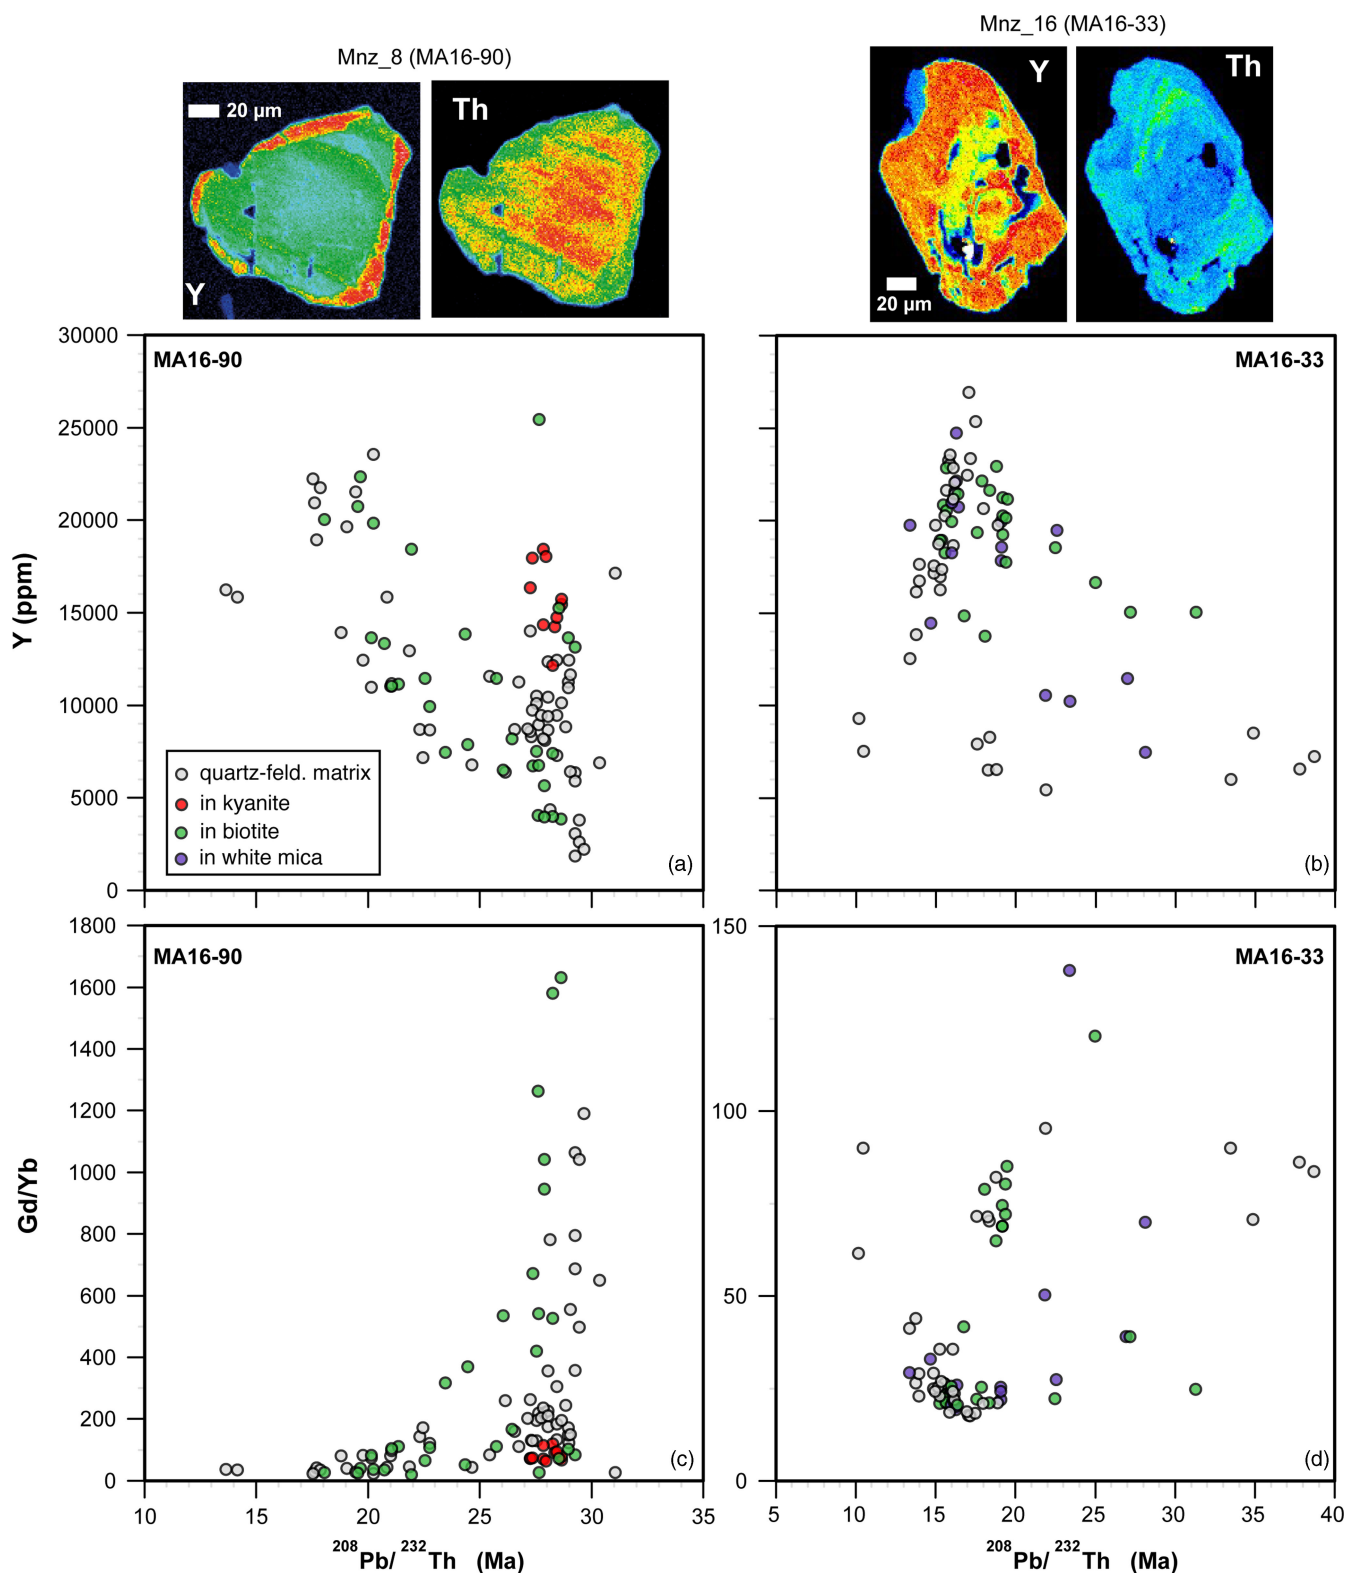 Mnz_8 (MA16-90)
Mnz_16 (MA16-33)
20 µm
Y
Th
Y
20 µm
Th
30000
25000
20000
15000
10000
5000
0
Y (ppm)
MA16-90
quartz-feld. matrix
in kyanite
in biotite
in white mica
(a)
MA16-33
(b)
1800
1600
1400
1200
1000
800
600
400
200
0
Gd/Yb
MA16-90
(c)
10 15 20 25 30 35
208Pb/ 232Th (Ma)
150
100
50
0
MA16-33
(d)
5 10 15 20 25 30 35 40
208Pb/ 232Th (Ma)